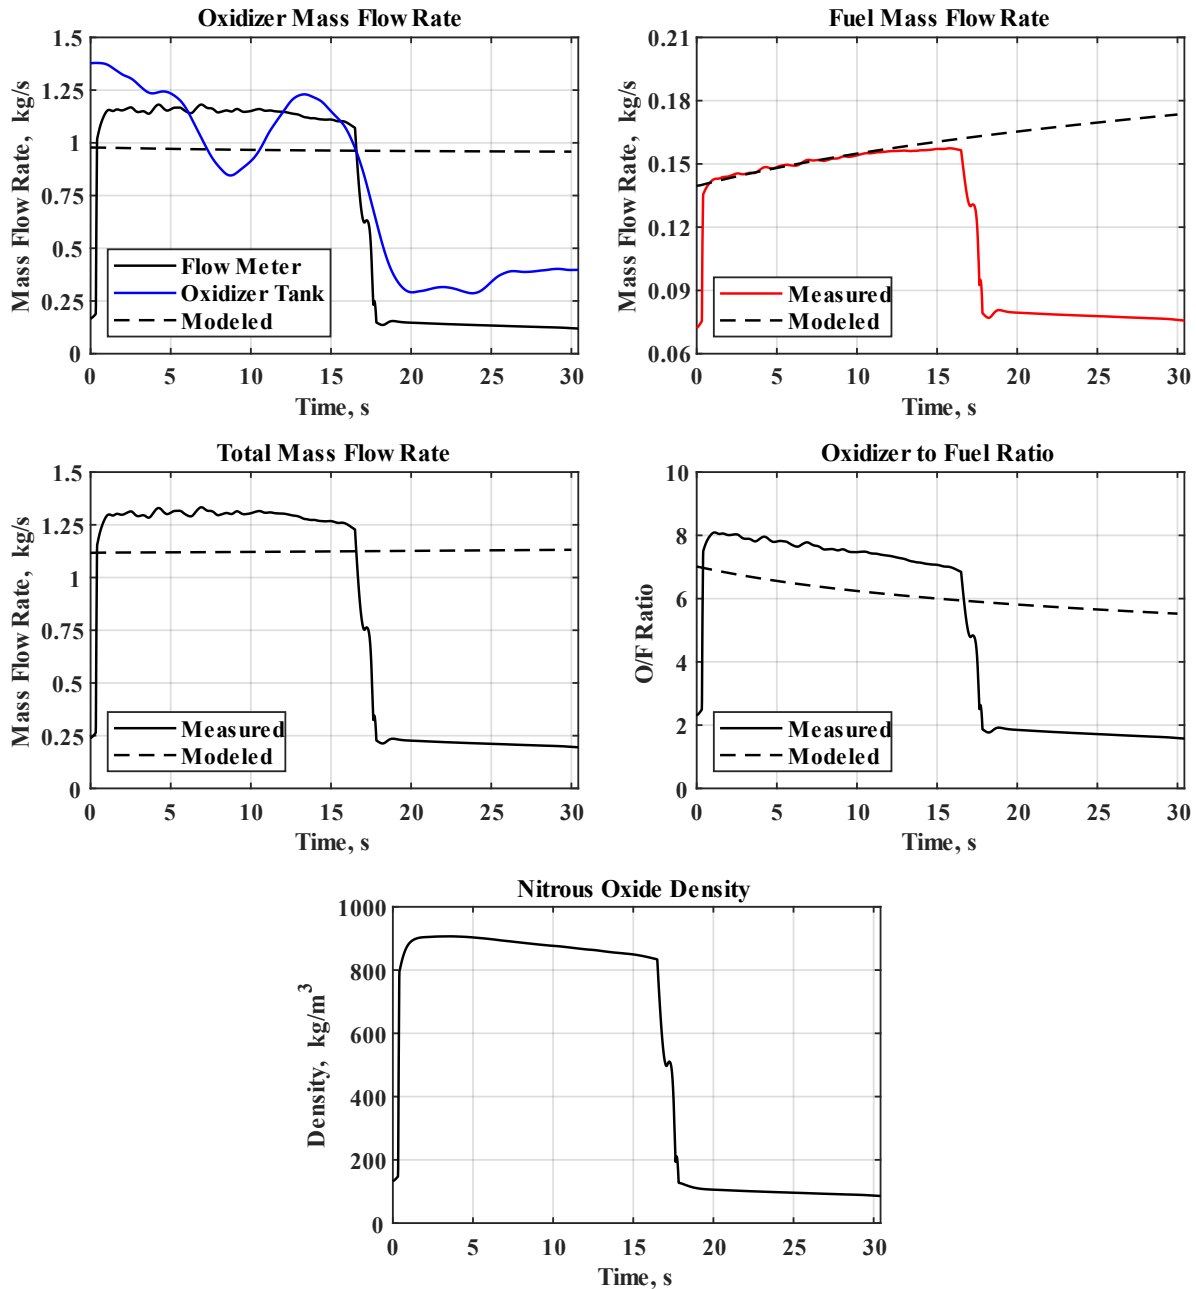 Oxidizer Mass Flow Rate
1.5
1.25
1
0.75
0.5
0.25
0
Mass Flow Rate, kg/s
Flow Meter
Oxidizer Tank
Modeled
0 5 10 15 20 25 30
Time, s
Fuel Mass Flow Rate
0.21
0.18
0.15
0.12
0.09
0.06
Mass Flow Rate, kg/s
Measured
Modeled
0 5 10 15 20 25 30
Time, s
Total Mass Flow Rate
1.5
1.25
1
0.75
0.5
0.25
0
Mass Flow Rate, kg/s
Measured
Modeled
0 5 10 15 20 25 30
Time, s
Oxidizer to Fuel Ratio
10
8
6
4
2
0
O/F Ratio
Measured
Modeled
0 5 10 15 20 25 30
Time, s
Nitrous Oxide Density
1000
800
600
400
200
0
Density, kg/m³
0 5 10 15 20 25 30
Time, s